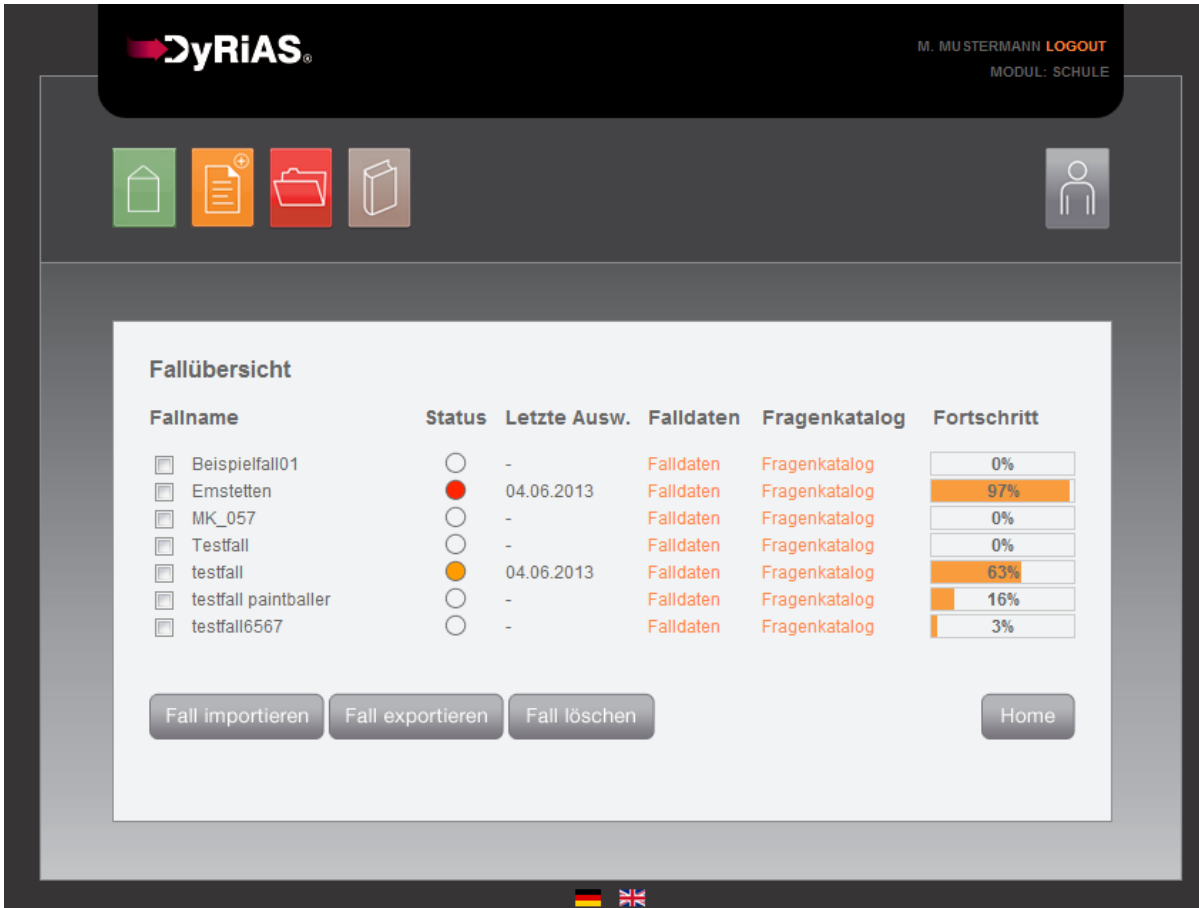 DyRiAS®
M. MUSTERMANN LOGOUT
MODUL: SCHULE
Fallübersicht
Fallname Status Letzte Ausw. Falldaten Fragenkatalog Fortschritt
Beispielfall01 - Falldaten Fragenkatalog 0%
Emstetten 04.06.2013 Falldaten Fragenkatalog 97%
MK_057 - Falldaten Fragenkatalog 0%
Testfall - Falldaten Fragenkatalog 0%
testfall 04.06.2013 Falldaten Fragenkatalog 63%
testfall paintballer - Falldaten Fragenkatalog 16%
testfall6567 - Falldaten Fragenkatalog 3%
Fall importieren Fall exportieren Fall löschen Home